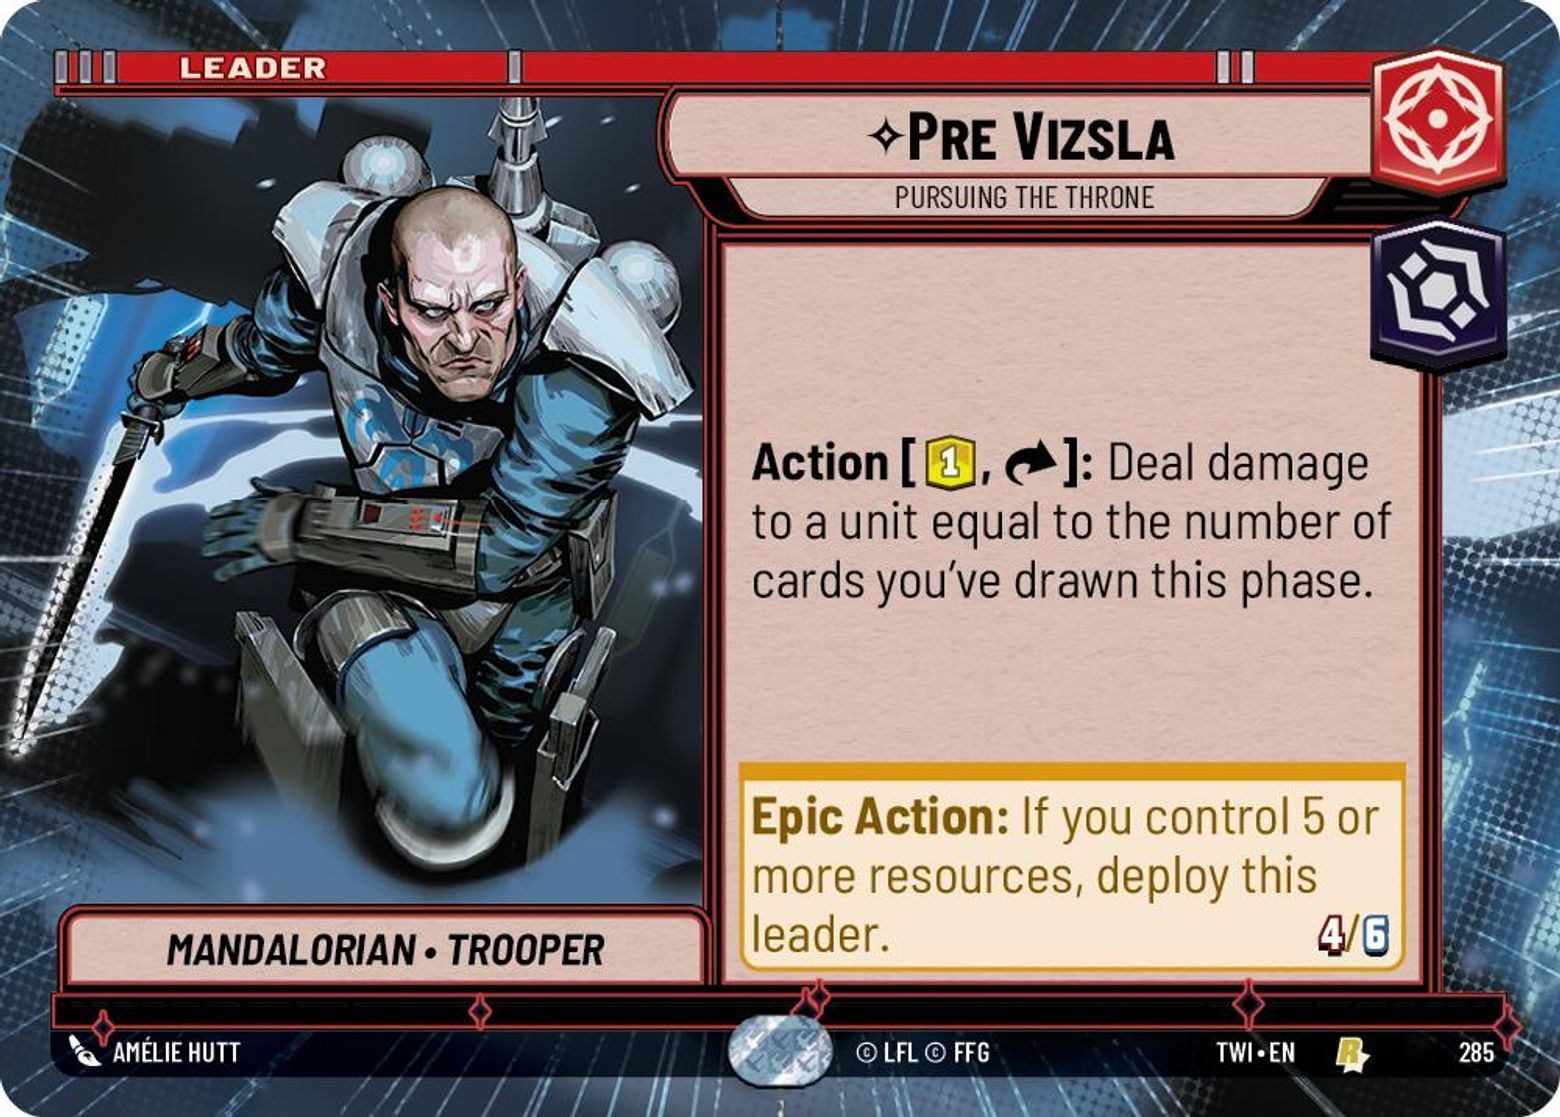 LEADER
PRE VIZSLA
PURSUING THE THRONE
Action [1, ]: Deal damage
to a unit equal to the number of
cards you've drawn this phase.
Epic Action: If you control 5 or
more resources, deploy this
leader.
4/6
MANDALORIAN • TROOPER
AMÉLIE HUTT
© LFL © FFG
TWI•EN
R
285